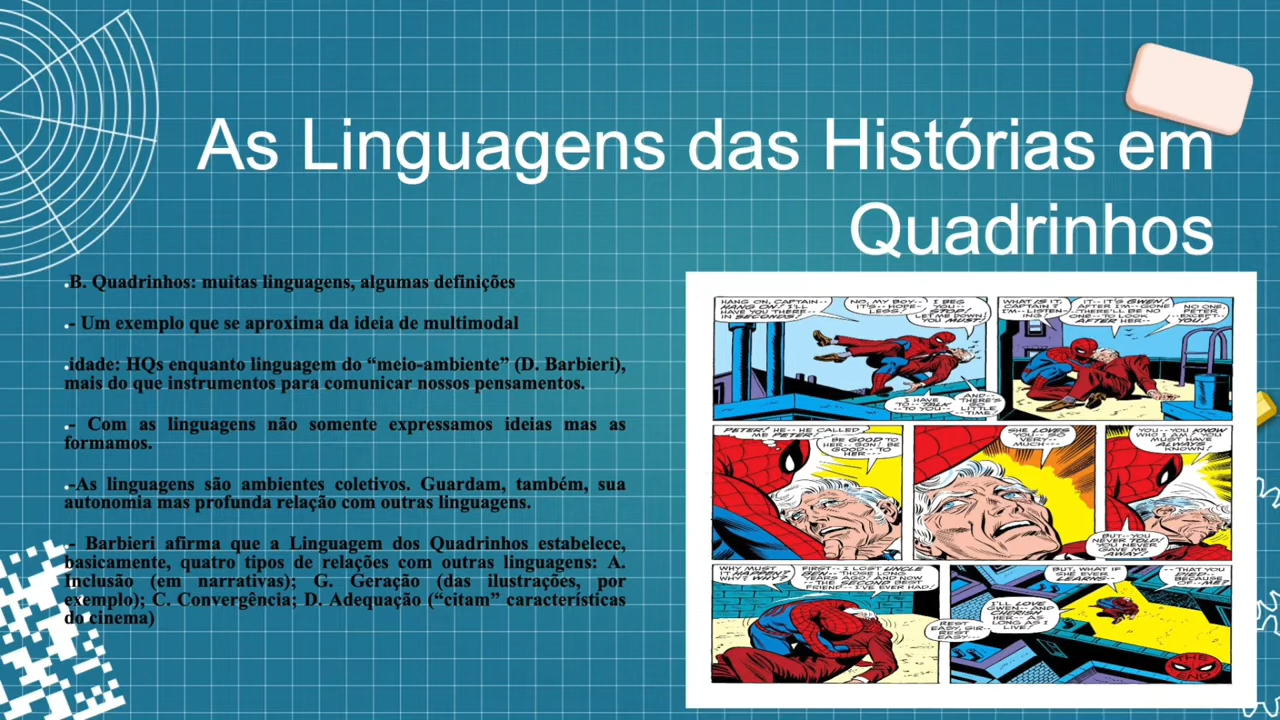 As Linguagens das Histórias em
Quadrinhos
B. Quadrinhos: muitas linguagens, algumas definições
- Um exemplo que se aproxima da ideia de multimodal
idade: HQs enquanto linguagem do “meio-ambiente” (D. Barbieri),
mais do que instrumentos para comunicar nossos pensamentos.
- Com as linguagens não somente expressamos ideias mas as
formamos.
-As linguagens são ambientes coletivos. Guardam, também, sua
autonomia mas profunda relação com outras linguagens.
- Barbieri afirma que a Linguagem dos Quadrinhos estabelece,
basicamente, quatro tipos de relações com outras linguagens: A.
Inclusão (de narrativas); G. Geração (das ilustrações, por
exemplo); C. Convergência: D. Adequação (“citam” características
do cinema)
HANG ON, CAPTAIN--
HANG ON! I'LL
HAVE YOU THERE--
IN SECONDS!
NO, MY BOY--
IT'S-- HOPE-
LESS!
I BEG
YOU--
STOP!
LET ME DOWN!
YOU MUST!
I HAVE
TO-- TALK
--TO YOU--
AND--
THERE'S
SO
LITTLE
TIME.
WHAT IS IT,
CAPTAIN?
I'M-- LISTEN-
ING!
IT-- IT'S GWEN!
AFTER I'M-- GONE
--THERE'LL BE NO
ONE--TO LOOK
AFTER HER--
NO ONE,
PETER
--EXCEPT--
YOU!
PETER! HE-- HE CALLED
ME PETER!
BE GOOD TO
HER-- SON! BE
GOOD-- TO
HER---
SHE LOVES
YOU-- SO
VERY--
MUCH---
YOU--YOU KNOW
WHO I AM! YOU
MUST HAVE
ALWAYS
KNOWN!
BUT--YOU
NEVER TOLD!
YOU NEVER
GAVE ME
AWAY!
WHY MUST
IT HAPPEN?
WHY? WHY?
FIRST-- I LOST UNCLE
BEN-- THOSE LONG
YEARS AGO! AND NOW
-- THE SECOND BEST
FRIEND-- I'VE EVER HAD!
REST
EASY, SIR--
REST
EASY---
I'LL LOVE
GWEN-- AND
CHERISH
HER-- AS
LONG AS I
LIVE!
BUT, WHAT IF
SHE EVER
LEARNS--
--THAT YOU
DIED--
BECAUSE
OF--ME?
THE
END